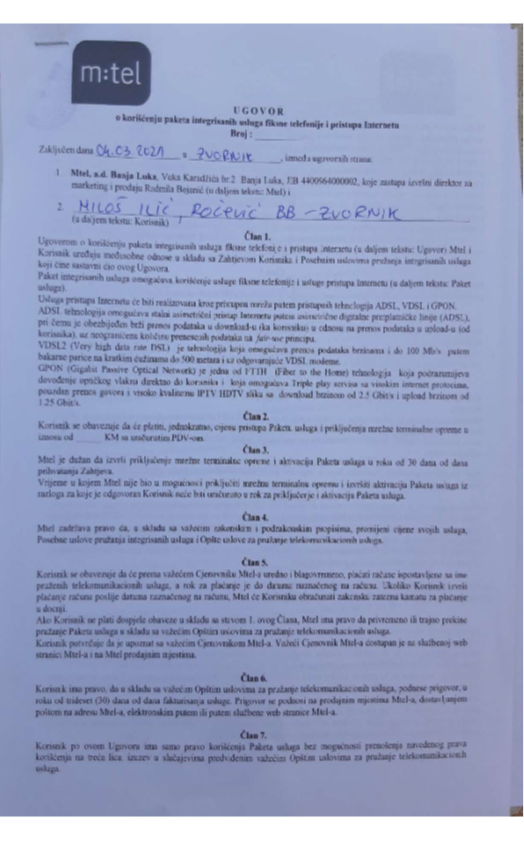 m:tel
UGOVOR
o korišćenju paketa integrisanih usluga fiksne telefonije i pristupa Internetu
Broj :
Zaključen dana 04.03.2021 u ZVORNIK, između ugovornih strana:
1. Mtel, a.d. Banja Luka, Vuka Karadžića br.2 Banja Luka, JIB 4400964000002, koje zastupa izvršni direktor za
marketing i prodaju Radmila Bojanić (u daljem tekstu: Mtel) i
2. MILOŠ ILIĆ, ROĆEVIĆ BB - ZVORNIK
(u daljem tekstu: Korisnik)
Član 1.
Ugovorom o korišćenju paketa integrisanih usluga fiksne telefonije i pristupa Internetu (u daljem tekstu: Ugovor) Mtel i
Korisnik uređuju međusobne odnose u skladu sa Zahtjevom Korisnika i Posebnim uslovima pružanja integrisanih usluga
koji čine sastavni dio ovog Ugovora.
Paket integrisanih usluga omogućava korišćenje usluge fiksne telefonije i usluge pristupa Internetu (u daljem tekstu: Paket
usluga).
Usluga pristupa Internetu će biti realizovana kroz pristupnu mrežu putem pristupnih tehnologija ADSL, VDSL i GPON.
ADSL tehnologija omogućava stalni asimetrični pristup Internetu putem asimetrične digitalne pretplatničke linije (ADSL),
pri čemu je obezbijeđen brži prenos podataka u download-u (ka korisniku) u odnosu na prenos podataka u upload-u (od
korisnika), uz neograničenu količinu prenesenih podataka na fair-use principu.
VDSL2 (Very high data rate DSL) je tehnologija koja omogućava prenos podataka brzinama i do 100 Mb/s putem
bakarne parice na kratkim dužinama do 500 metara i uz odgovarajuće VDSL modeme.
GPON (Gigabit Passive Optical Network) je jedna od FTTH (Fiber to the Home) tehnologija koja podrazumijeva
dovođenje optičkog vlakna direktno do korisnika i koja omogućava Triple play servise sa visokim internet protocima,
pouzdan prenos govora i visoko kvalitetnu IPTV HDTV sliku sa download brzinom od 2.5 Gbit/s i upload brzinom od
1.25 Gbit/s.
Član 2.
Korisnik se obavezuje da će platiti, jednokratno, cijenu pristupa Paketu usluga i priključenja mrežne terminalne opreme u
iznosu od KM sa uračunatim PDV-om.
Član 3.
Mtel je dužan da izvrši priključenje mrežne terminalne opreme i aktivaciju Paketa usluga u roku od 30 dana od dana
prihvatanja Zahtjeva.
Vrijeme u kojem Mtel nije bio u mogućnosti priključiti mrežnu terminalnu opremu i izvršiti aktivaciju Paketa usluga iz
razloga za koje je odgovoran Korisnik neće biti uračunato u rok za priključenje i aktivaciju Paketa usluga.
Član 4.
Mtel zadržava pravo da, u skladu sa važećim zakonskim i podzakonskim propisima, promijeni cijene svojih usluga,
Posebne uslove pružanja integrisanih usluga i Opšte uslove za pružanje telekomunikacionih usluga.
Član 5.
Korisnik se obavezuje da će prema važećem Cjenovniku Mtel-a uredno i blagovremeno, plaćati račune ispostavljene na ime
pruženih telekomunikacionih usluga, a rok za plaćanje je do datuma naznačenog na računu. Ukoliko Korisnik izvrši
plaćanje računa poslije datuma naznačenog na računu, Mtel će Korisniku obračunati zakonsku zateznu kamatu za plaćanje
u docnji.
Ako Korisnik ne plati dospjele obaveze u skladu sa stavom 1. ovog Člana, Mtel ima pravo da privremeno ili trajno prekine
pružanje Paketa usluga u skladu sa važećim Opštim uslovima za pružanje telekomunikacionih usluga.
Korisnik potvrđuje da je upoznat sa važećim Cjenovnikom Mtel-a. Važeći Cjenovnik Mtel-a dostupan je na službenoj web
stranici Mtel-a i na Mtel prodajnim mjestima.
Član 6.
Korisnik ima pravo, da u skladu sa važećim Opštim uslovima za pružanje telekomunikacionih usluga, podnese prigovor, u
roku od trideset (30) dana od dana fakturisanja usluge. Prigovor se podnosi na prodajnim mjestima Mtel-a, dostavljanjem
poštom na adresu Mtel-a, elektronskim putem ili putem službene web stranice Mtel-a.
Član 7.
Korisnik po ovom Ugovoru ima samo pravo korišćenja Paketa usluga bez mogućnosti prenošenja navedenog prava
korišćenja na treća lica, izuzev u slučajevima predviđenim važećim Opštim uslovima za pružanje telekomunikacionih
usluga.